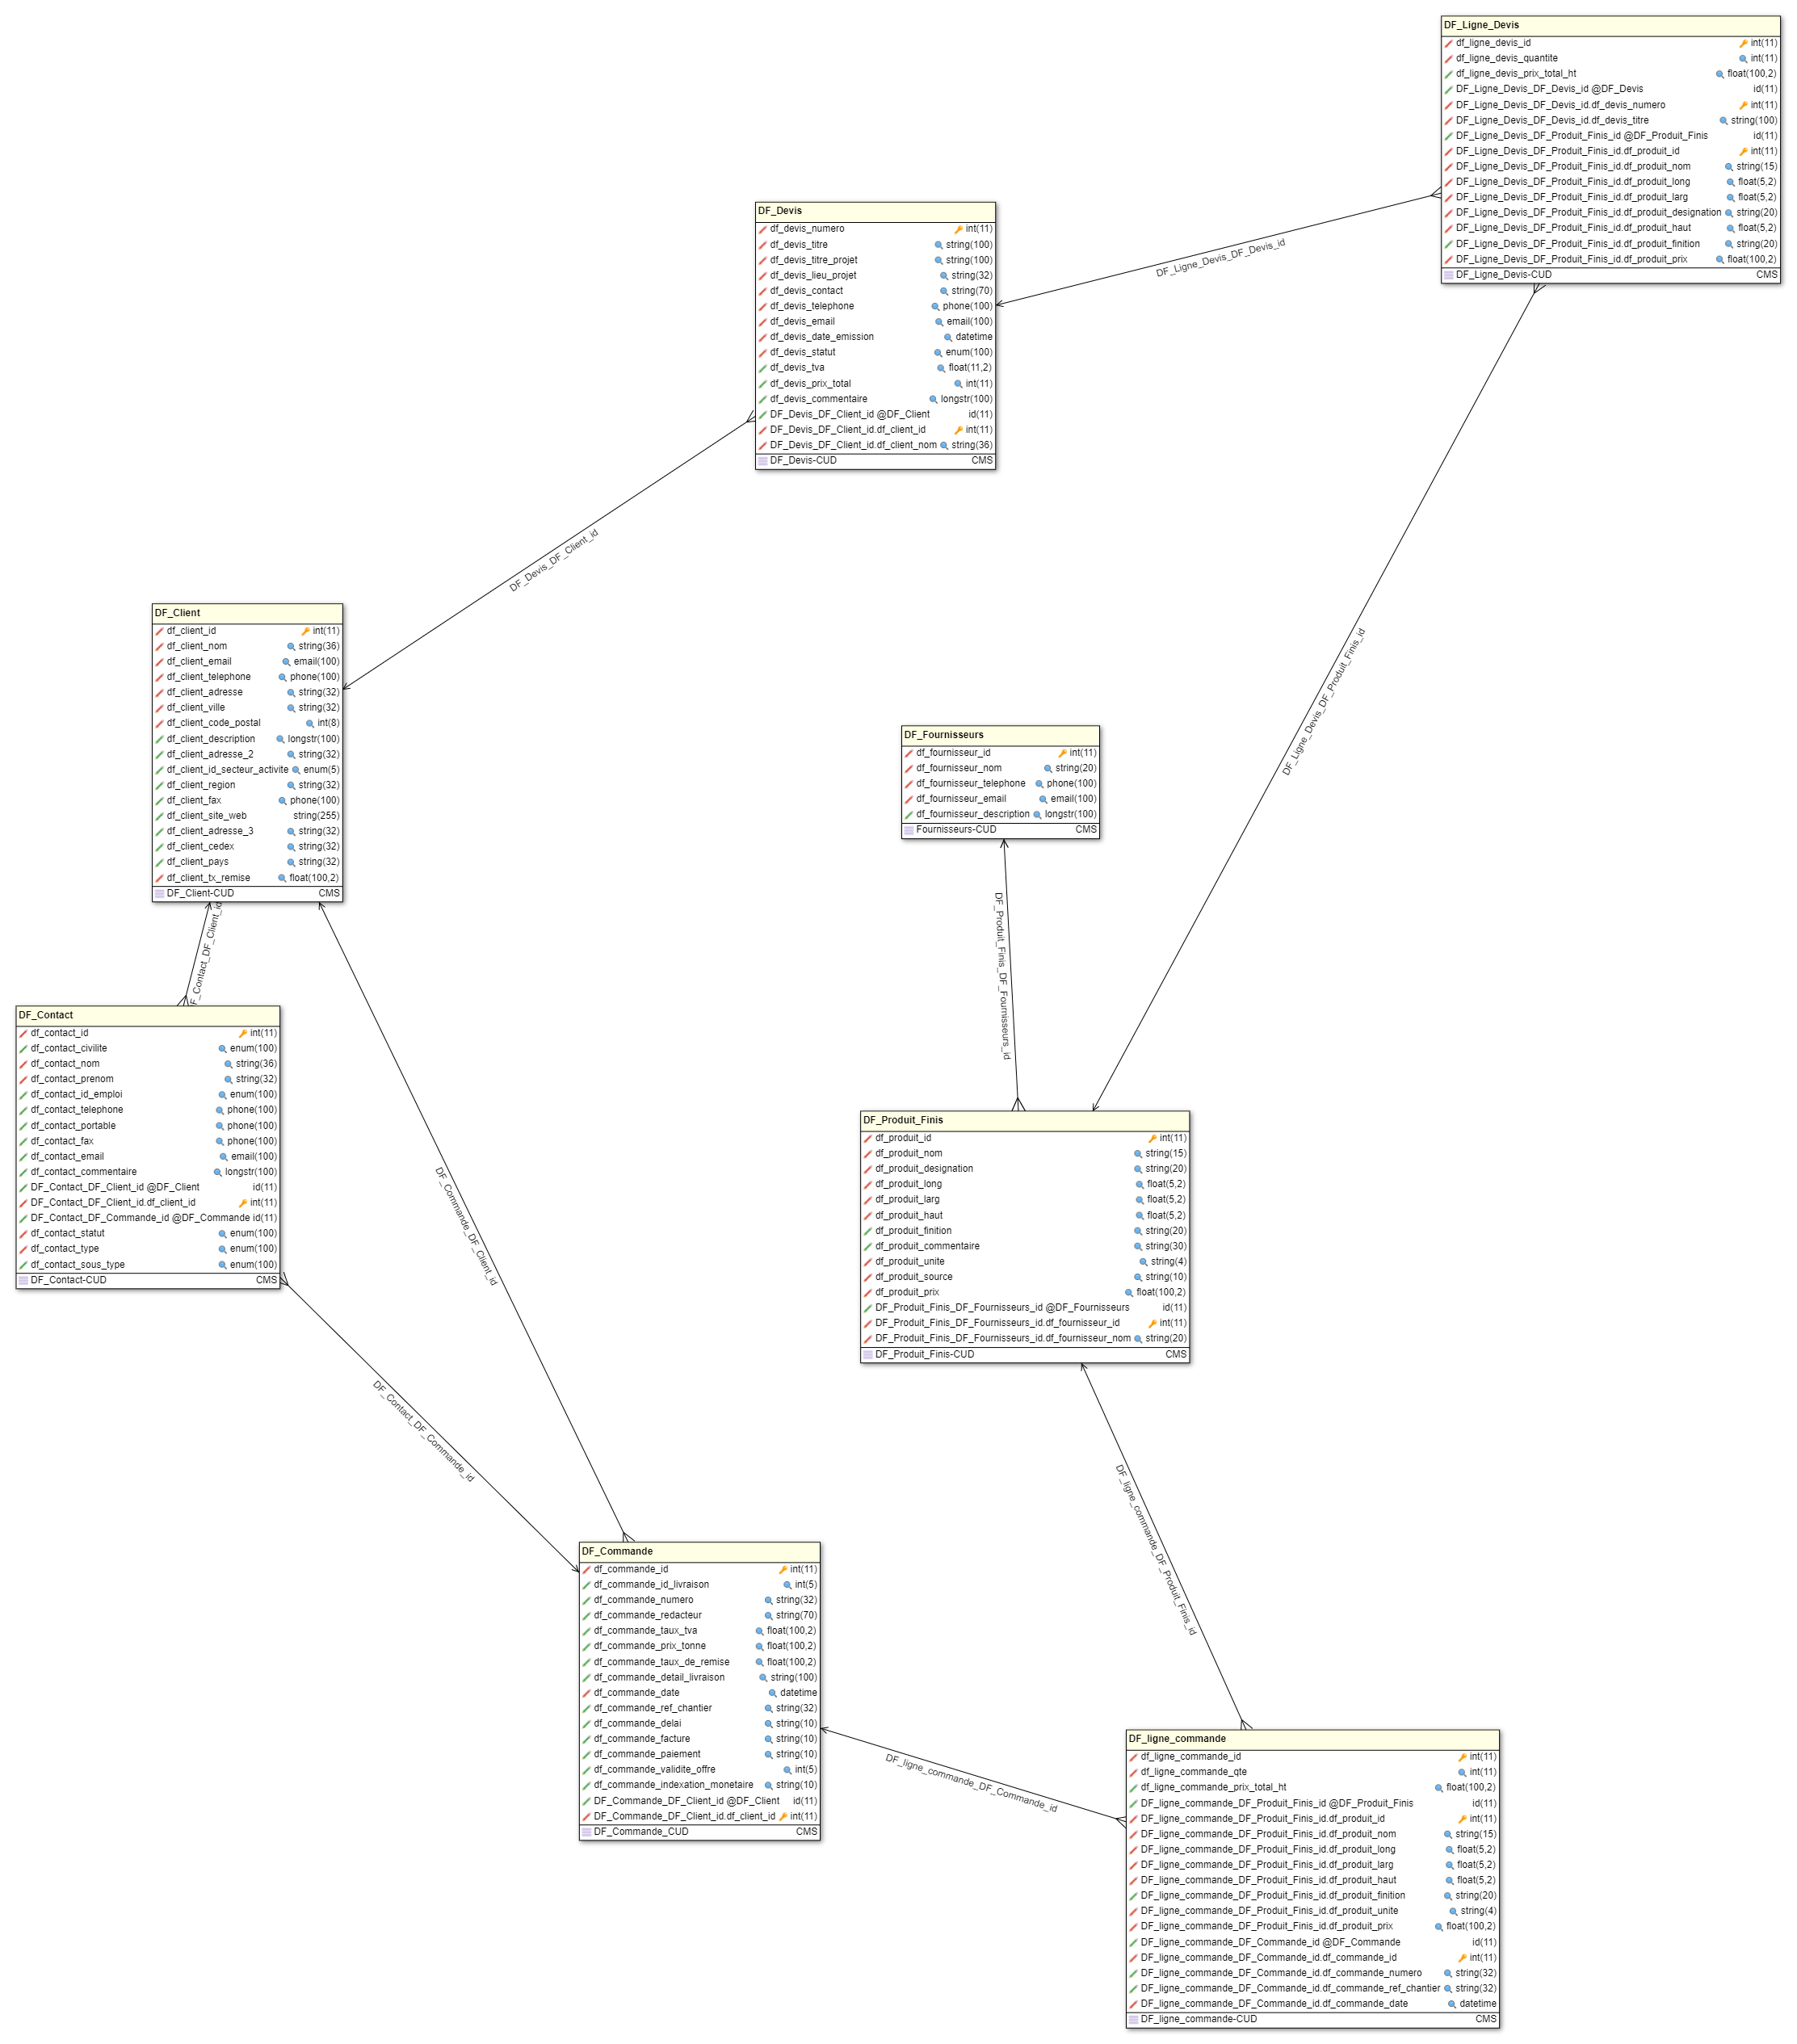 DF_Ligne_Devis
df_ligne_devis_id int(11)
df_ligne_devis_quantite int(11)
df_ligne_devis_prix_total_ht float(100,2)
DF_Ligne_Devis_DF_Devis_id @DF_Devis id(11)
DF_Ligne_Devis_DF_Devis_id.df_devis_numero int(11)
DF_Ligne_Devis_DF_Devis_id.df_devis_titre string(100)
DF_Ligne_Devis_DF_Produit_Finis_id @DF_Produit_Finis id(11)
DF_Ligne_Devis_DF_Produit_Finis_id.df_produit_id int(11)
DF_Ligne_Devis_DF_Produit_Finis_id.df_produit_nom string(15)
DF_Ligne_Devis_DF_Produit_Finis_id.df_produit_long float(5,2)
DF_Ligne_Devis_DF_Produit_Finis_id.df_produit_larg float(5,2)
DF_Ligne_Devis_DF_Produit_Finis_id.df_produit_designation string(20)
DF_Ligne_Devis_DF_Produit_Finis_id.df_produit_haut float(5,2)
DF_Ligne_Devis_DF_Produit_Finis_id.df_produit_finition string(20)
DF_Ligne_Devis_DF_Produit_Finis_id.df_produit_prix float(100,2)
DF_Ligne_Devis-CUD CMS
DF_Devis
df_devis_numero int(11)
df_devis_titre string(100)
df_devis_titre_projet string(100)
df_devis_lieu_projet string(32)
df_devis_contact string(70)
df_devis_telephone phone(100)
df_devis_email email(100)
df_devis_date_emission datetime
df_devis_statut enum(100)
df_devis_tva float(11,2)
df_devis_prix_total int(11)
df_devis_commentaire longstr(100)
DF_Devis_DF_Client_id @DF_Client id(11)
DF_Devis_DF_Client_id.df_client_id int(11)
DF_Devis_DF_Client_id.df_client_nom string(36)
DF_Devis-CUD CMS
DF_Ligne_Devis_DF_Devis_id
DF_Devis_DF_Client_id
DF_Ligne_Devis_DF_Produit_Finis_id
DF_Client
df_client_id int(11)
df_client_nom string(36)
df_client_email email(100)
df_client_telephone phone(100)
df_client_adresse string(32)
df_client_ville string(32)
df_client_code_postal int(8)
df_client_description longstr(100)
df_client_adresse_2 string(32)
df_client_id_secteur_activite enum(5)
df_client_region string(32)
df_client_fax phone(100)
df_client_site_web string(255)
df_client_adresse_3 string(32)
df_client_cedex string(32)
df_client_pays string(32)
df_client_tx_remise float(100,2)
DF_Client-CUD CMS
DF_Fournisseurs
df_fournisseur_id int(11)
df_fournisseur_nom string(20)
df_fournisseur_telephone phone(100)
df_fournisseur_email email(100)
df_fournisseur_description longstr(100)
Fournisseurs-CUD CMS
F_Contact_DF_Client_id
DF_Produit_Finis_DF_Fournisseurs_id
DF_Contact
df_contact_id int(11)
df_contact_civilite enum(100)
df_contact_nom string(36)
df_contact_prenom string(32)
df_contact_id_emploi enum(100)
df_contact_telephone phone(100)
df_contact_portable phone(100)
df_contact_fax phone(100)
df_contact_email email(100)
df_contact_commentaire longstr(100)
DF_Contact_DF_Client_id @DF_Client id(11)
DF_Contact_DF_Client_id.df_client_id int(11)
DF_Contact_DF_Commande_id @DF_Commande id(11)
df_contact_statut enum(100)
df_contact_type enum(100)
df_contact_sous_type enum(100)
DF_Contact-CUD CMS
DF_Commande_DF_Client_id
DF_Produit_Finis
df_produit_id int(11)
df_produit_nom string(15)
df_produit_designation string(20)
df_produit_long float(5,2)
df_produit_larg float(5,2)
df_produit_haut float(5,2)
df_produit_finition string(20)
df_produit_commentaire string(30)
df_produit_unite string(4)
df_produit_source string(10)
df_produit_prix float(100,2)
DF_Produit_Finis_DF_Fournisseurs_id @DF_Fournisseurs id(11)
DF_Produit_Finis_DF_Fournisseurs_id.df_fournisseur_id int(11)
DF_Produit_Finis_DF_Fournisseurs_id.df_fournisseur_nom string(20)
DF_Produit_Finis-CUD CMS
DF_Contact_DF_Commande_id
DF_ligne_commande_DF_Produit_Finis_id
DF_Commande
df_commande_id int(11)
df_commande_id_livraison int(5)
df_commande_numero string(32)
df_commande_redacteur string(70)
df_commande_taux_tva float(100,2)
df_commande_prix_tonne float(100,2)
df_commande_taux_de_remise float(100,2)
df_commande_detail_livraison string(100)
df_commande_date datetime
df_commande_ref_chantier string(32)
df_commande_delai string(10)
df_commande_facture string(10)
df_commande_paiement string(10)
df_commande_validite_offre int(5)
df_commande_indexation_monetaire string(10)
DF_Commande_DF_Client_id @DF_Client id(11)
DF_Commande_DF_Client_id.df_client_id int(11)
DF_Commande_CUD CMS
DF_ligne_commande_DF_Commande_id
DF_ligne_commande
df_ligne_commande_id int(11)
df_ligne_commande_qte int(11)
df_ligne_commande_prix_total_ht float(100,2)
DF_ligne_commande_DF_Produit_Finis_id @DF_Produit_Finis id(11)
DF_ligne_commande_DF_Produit_Finis_id.df_produit_id int(11)
DF_ligne_commande_DF_Produit_Finis_id.df_produit_nom string(15)
DF_ligne_commande_DF_Produit_Finis_id.df_produit_long float(5,2)
DF_ligne_commande_DF_Produit_Finis_id.df_produit_larg float(5,2)
DF_ligne_commande_DF_Produit_Finis_id.df_produit_haut float(5,2)
DF_ligne_commande_DF_Produit_Finis_id.df_produit_finition string(20)
DF_ligne_commande_DF_Produit_Finis_id.df_produit_unite string(4)
DF_ligne_commande_DF_Produit_Finis_id.df_produit_prix float(100,2)
DF_ligne_commande_DF_Commande_id @DF_Commande id(11)
DF_ligne_commande_DF_Commande_id.df_commande_id int(11)
DF_ligne_commande_DF_Commande_id.df_commande_numero string(32)
DF_ligne_commande_DF_Commande_id.df_commande_ref_chantier string(32)
DF_ligne_commande_DF_Commande_id.df_commande_date datetime
DF_ligne_commande-CUD CMS